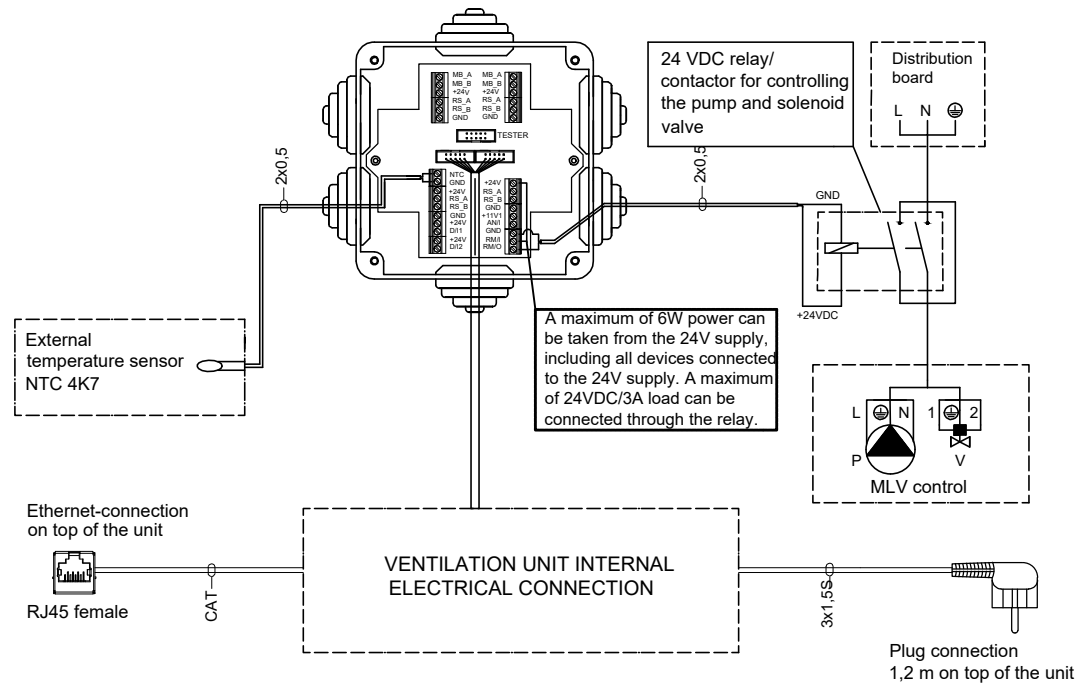 MB_A
MB_B
+24V
RS_A
RS_B
GND
MB_A
MB_B
+24V
RS_A
RS_B
GND
TESTER
NTC
GND
+24V
RS_A
RS_B
GND
+24V
D/I1
+24V
D/I2
+24V
RS_A
RS_B
GND
+11V1
AN/I
GND
RM/I
RM/O
2x0,5
2x0,5
24 VDC relay/
contactor for controlling
the pump and solenoid
valve
Distribution
board
L N
GND
+24VDC
External
temperature sensor
NTC 4K7
A maximum of 6W power can
be taken from the 24V supply,
including all devices connected
to the 24V supply. A maximum
of 24VDC/3A load can be
connected through the relay.
L N 1 2
P V
MLV control
Ethernet-connection
on top of the unit
RJ45 female
CAT
VENTILATION UNIT INTERNAL
ELECTRICAL CONNECTION
3x1,5S
Plug connection
1,2 m on top of the unit